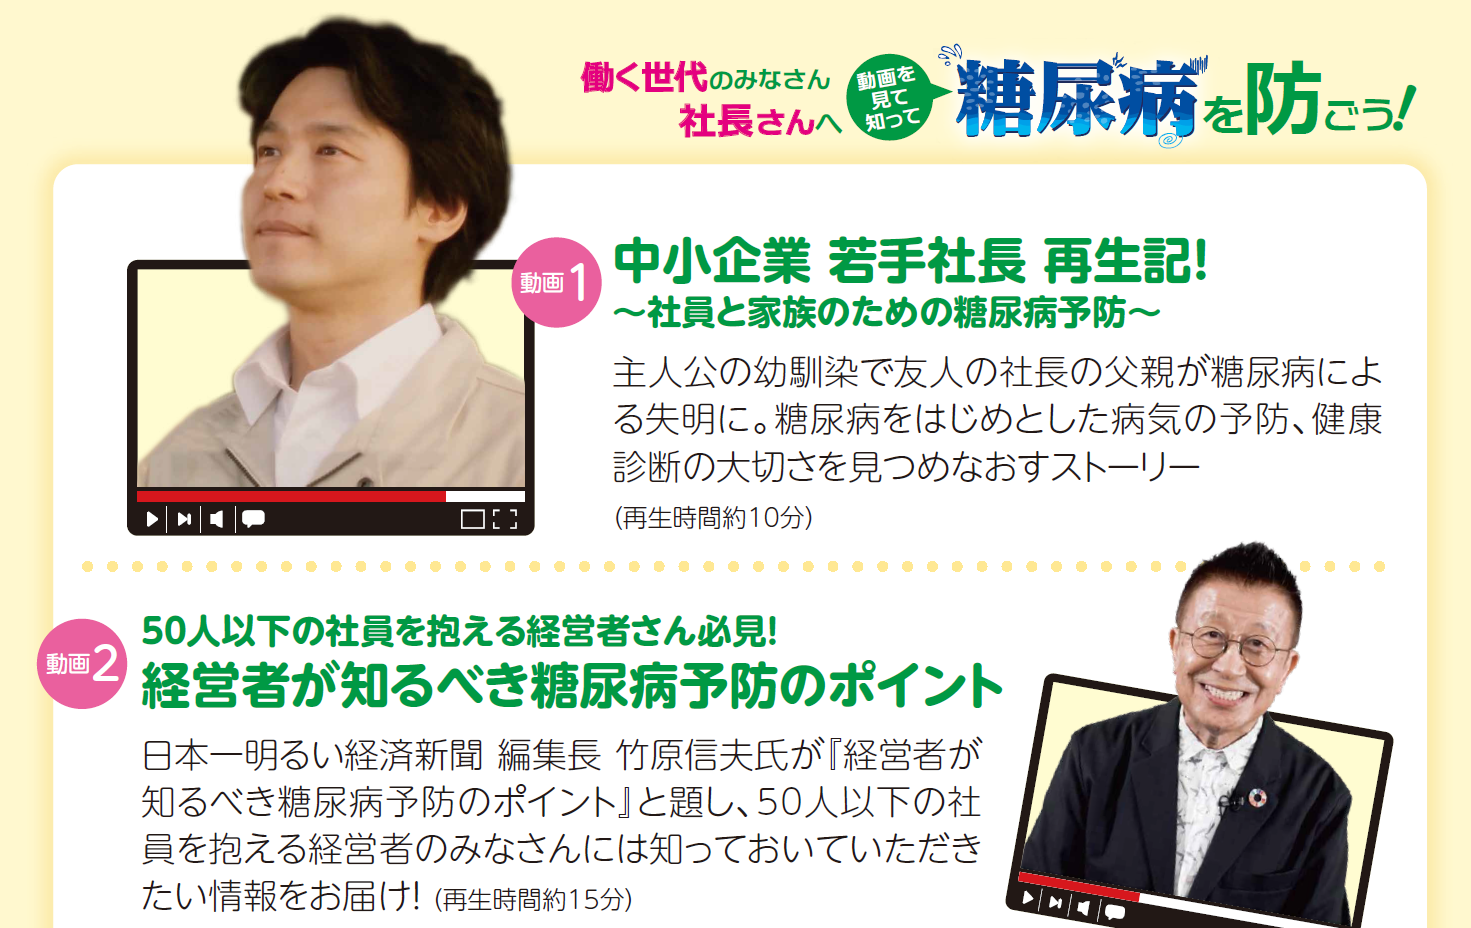 働く世代のみなさん
社長さんへ
動画を
見て
知って
糖尿病を防ごう!
動画1
中小企業 若手社長 再生記!
～社員と家族のための糖尿病予防～
主人公の幼馴染で友人の社長の父親が糖尿病によ
る失明に。糖尿病をはじめとした病気の予防、健康
診断の大切さを見つめなおすストーリー
(再生時間約10分)
動画2
50人以下の社員を抱える経営者さん必見!
経営者が知るべき糖尿病予防のポイント
日本一明るい経済新聞 編集長 竹原信夫氏が『経営者が
知るべき糖尿病予防のポイント』と題し、50人以下の社
員を抱える経営者のみなさんには知っておいていただき
たい情報をお届け! (再生時間約15分)